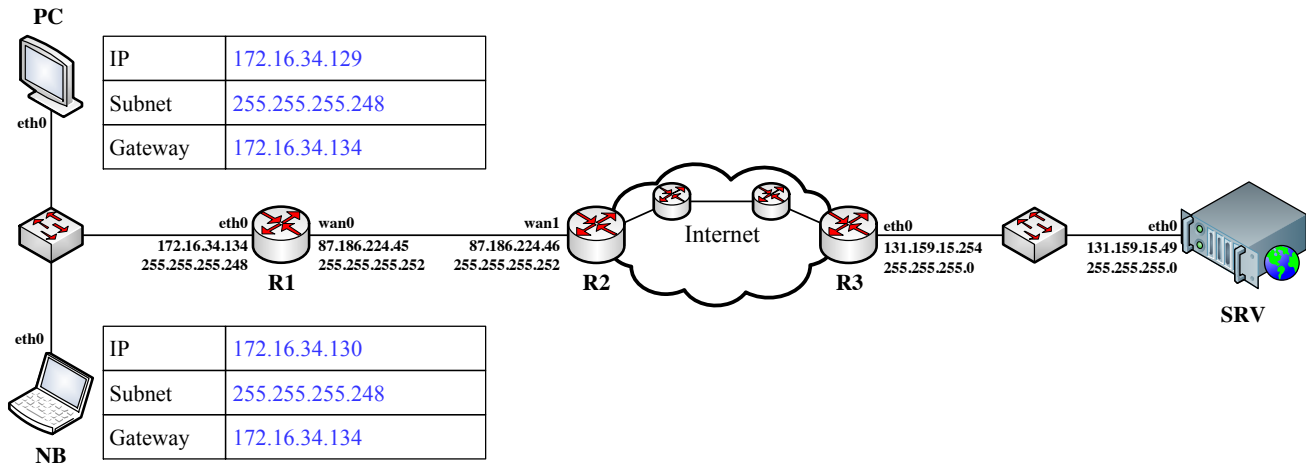 PC
IP 172.16.34.129
Subnet 255.255.255.248
Gateway 172.16.34.134
eth0
eth0 wan0
172.16.34.134 87.186.224.45
255.255.255.248 255.255.255.252
R1
wan1
87.186.224.46
255.255.255.252
R2
Internet
R3
eth0
131.159.15.254
255.255.255.0
eth0
131.159.15.49
255.255.255.0
SRV
eth0
IP 172.16.34.130
Subnet 255.255.255.248
Gateway 172.16.34.134
NB